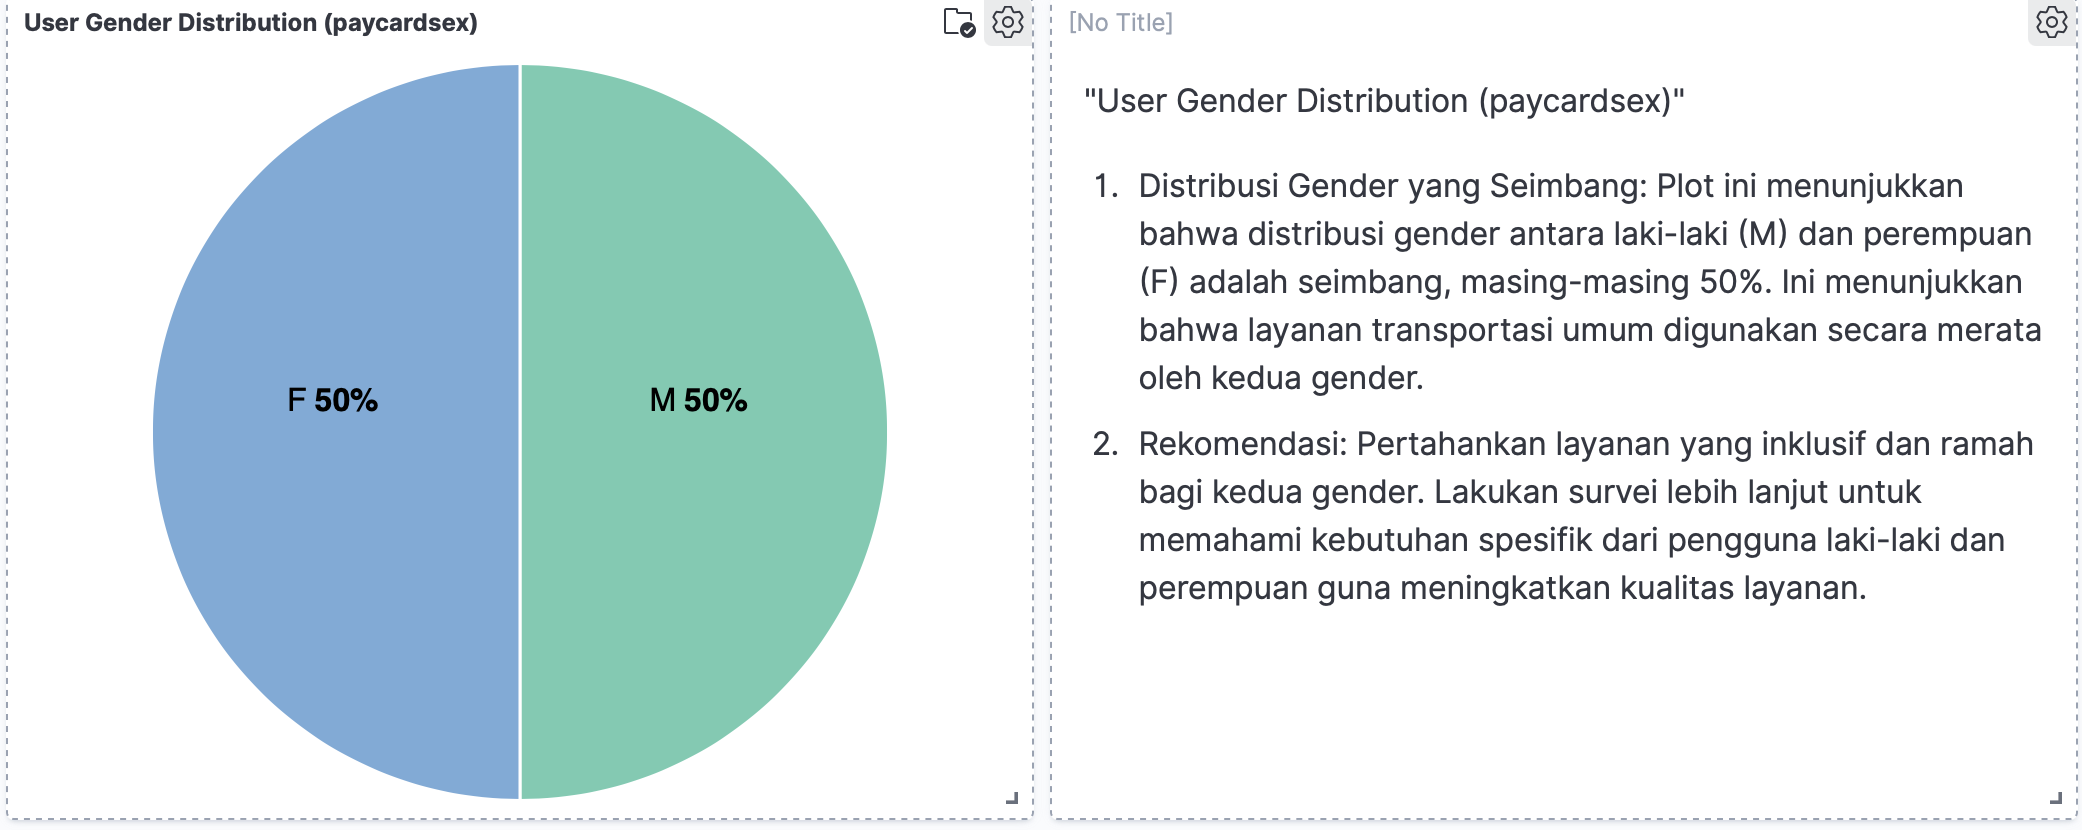 User Gender Distribution (paycardsex)
F 50%
M 50%
[No Title]
"User Gender Distribution (paycardsex)"
1. Distribusi Gender yang Seimbang: Plot ini menunjukkan
bahwa distribusi gender antara laki-laki (M) dan perempuan
(F) adalah seimbang, masing-masing 50%. Ini menunjukkan
bahwa layanan transportasi umum digunakan secara merata
oleh kedua gender.
2. Rekomendasi: Pertahankan layanan yang inklusif dan ramah
bagi kedua gender. Lakukan survei lebih lanjut untuk
memahami kebutuhan spesifik dari pengguna laki-laki dan
perempuan guna meningkatkan kualitas layanan.